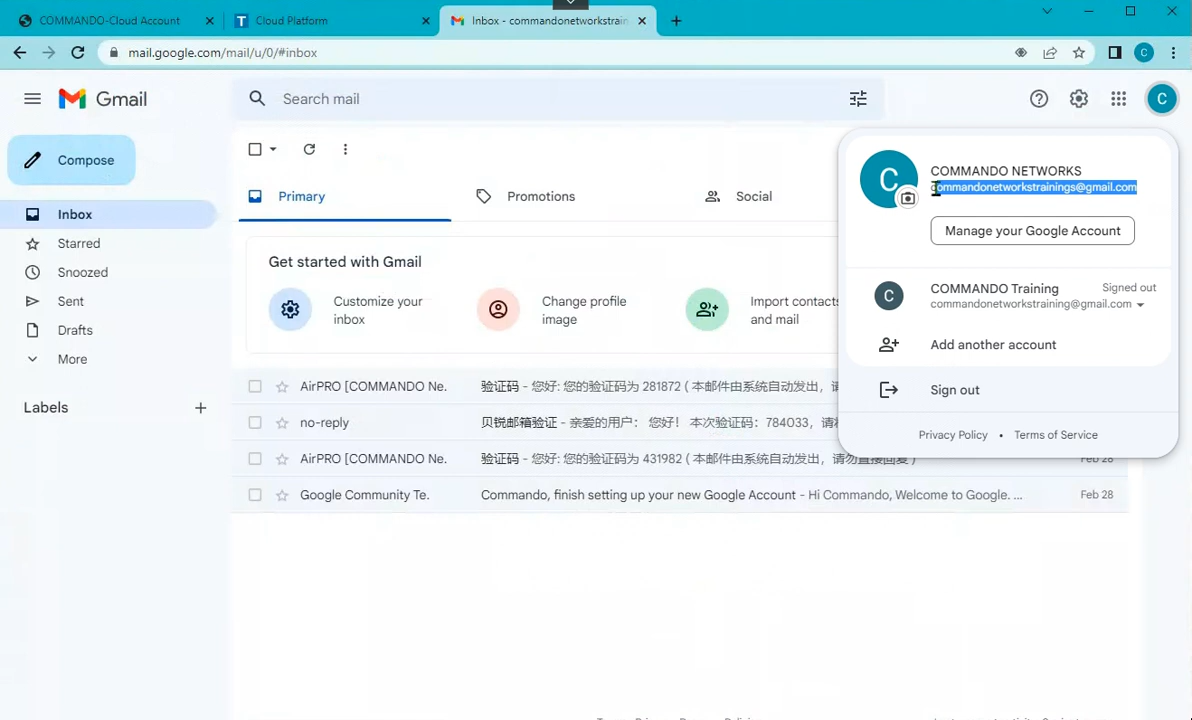 COMMANDO-Cloud Account
Cloud Platform
Inbox - commandonetworkstrain
mail.google.com/mail/u/0/#inbox
C
Gmail
Search mail
C
Compose
Inbox
Starred
Snoozed
Sent
Drafts
More
Labels
Primary
Promotions
Social
Get started with Gmail
Customize your
inbox
Change profile
image
Import contacts
and mail
AirPRO [COMMANDO Ne. 验证码 - 您好: 您的验证码为 281872 ( 本邮件由系统自动发出，
no-reply 贝锐邮箱验证 - 亲爱的用户： 您好！ 本次验证码：784033，
AirPRO [COMMANDO Ne. 验证码 - 您好: 您的验证码为 431982 ( 本邮件由系统自动发出，请勿直接回复 ) Feb 28
Google Community Te. Commando, finish setting up your new Google Account - Hi Commando, Welcome to Google. ... Feb 28
C
COMMANDO NETWORKS
commandonetworkstrainings@gmail.com
Manage your Google Account
C
COMMANDO Training Signed out
commandonetworkstraining@gmail.com
Add another account
Sign out
Privacy Policy • Terms of Service